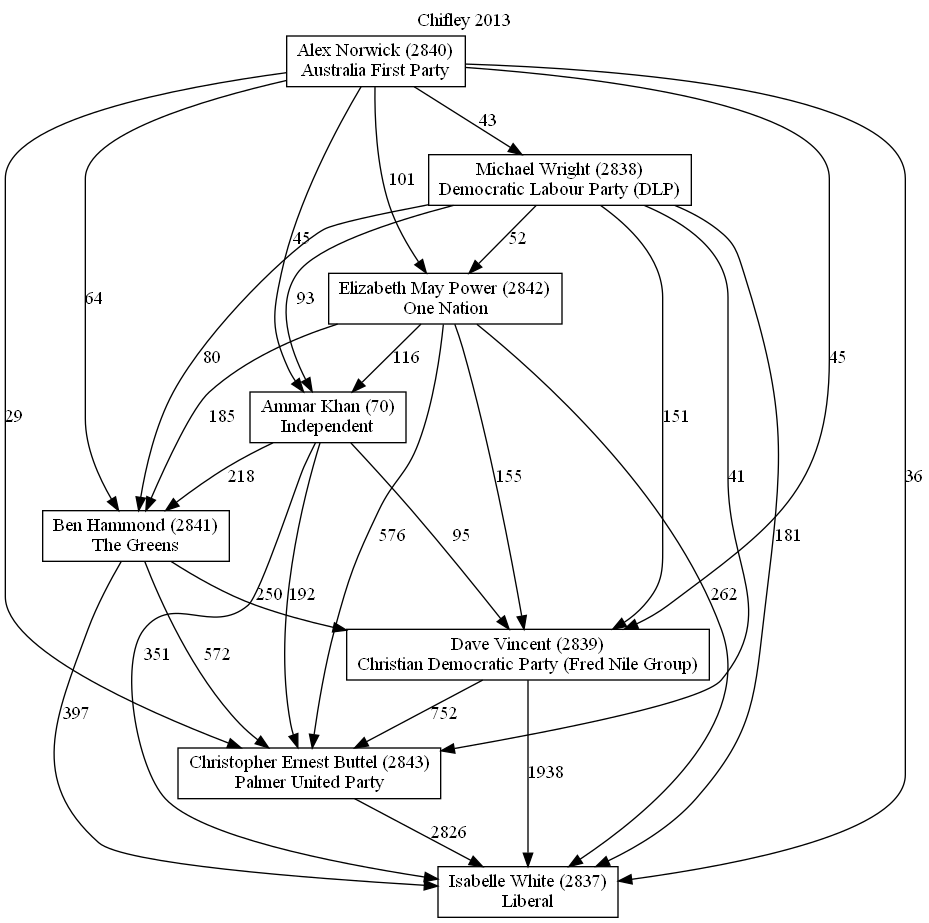 Chifley 2013
Alex Norwick (2840)
Australia First Party
43
Michael Wright (2838)
Democratic Labour Party (DLP)
101
45
52
Elizabeth May Power (2842)
One Nation
64
93
80
116
45
Ammar Khan (70)
Independent
29
185
151
218
155
41
36
Ben Hammond (2841)
The Greens
576
95
181
250
192
262
Dave Vincent (2839)
Christian Democratic Party (Fred Nile Group)
351
572
397
752
Christopher Ernest Buttel (2843)
Palmer United Party
1938
2826
Isabelle White (2837)
Liberal